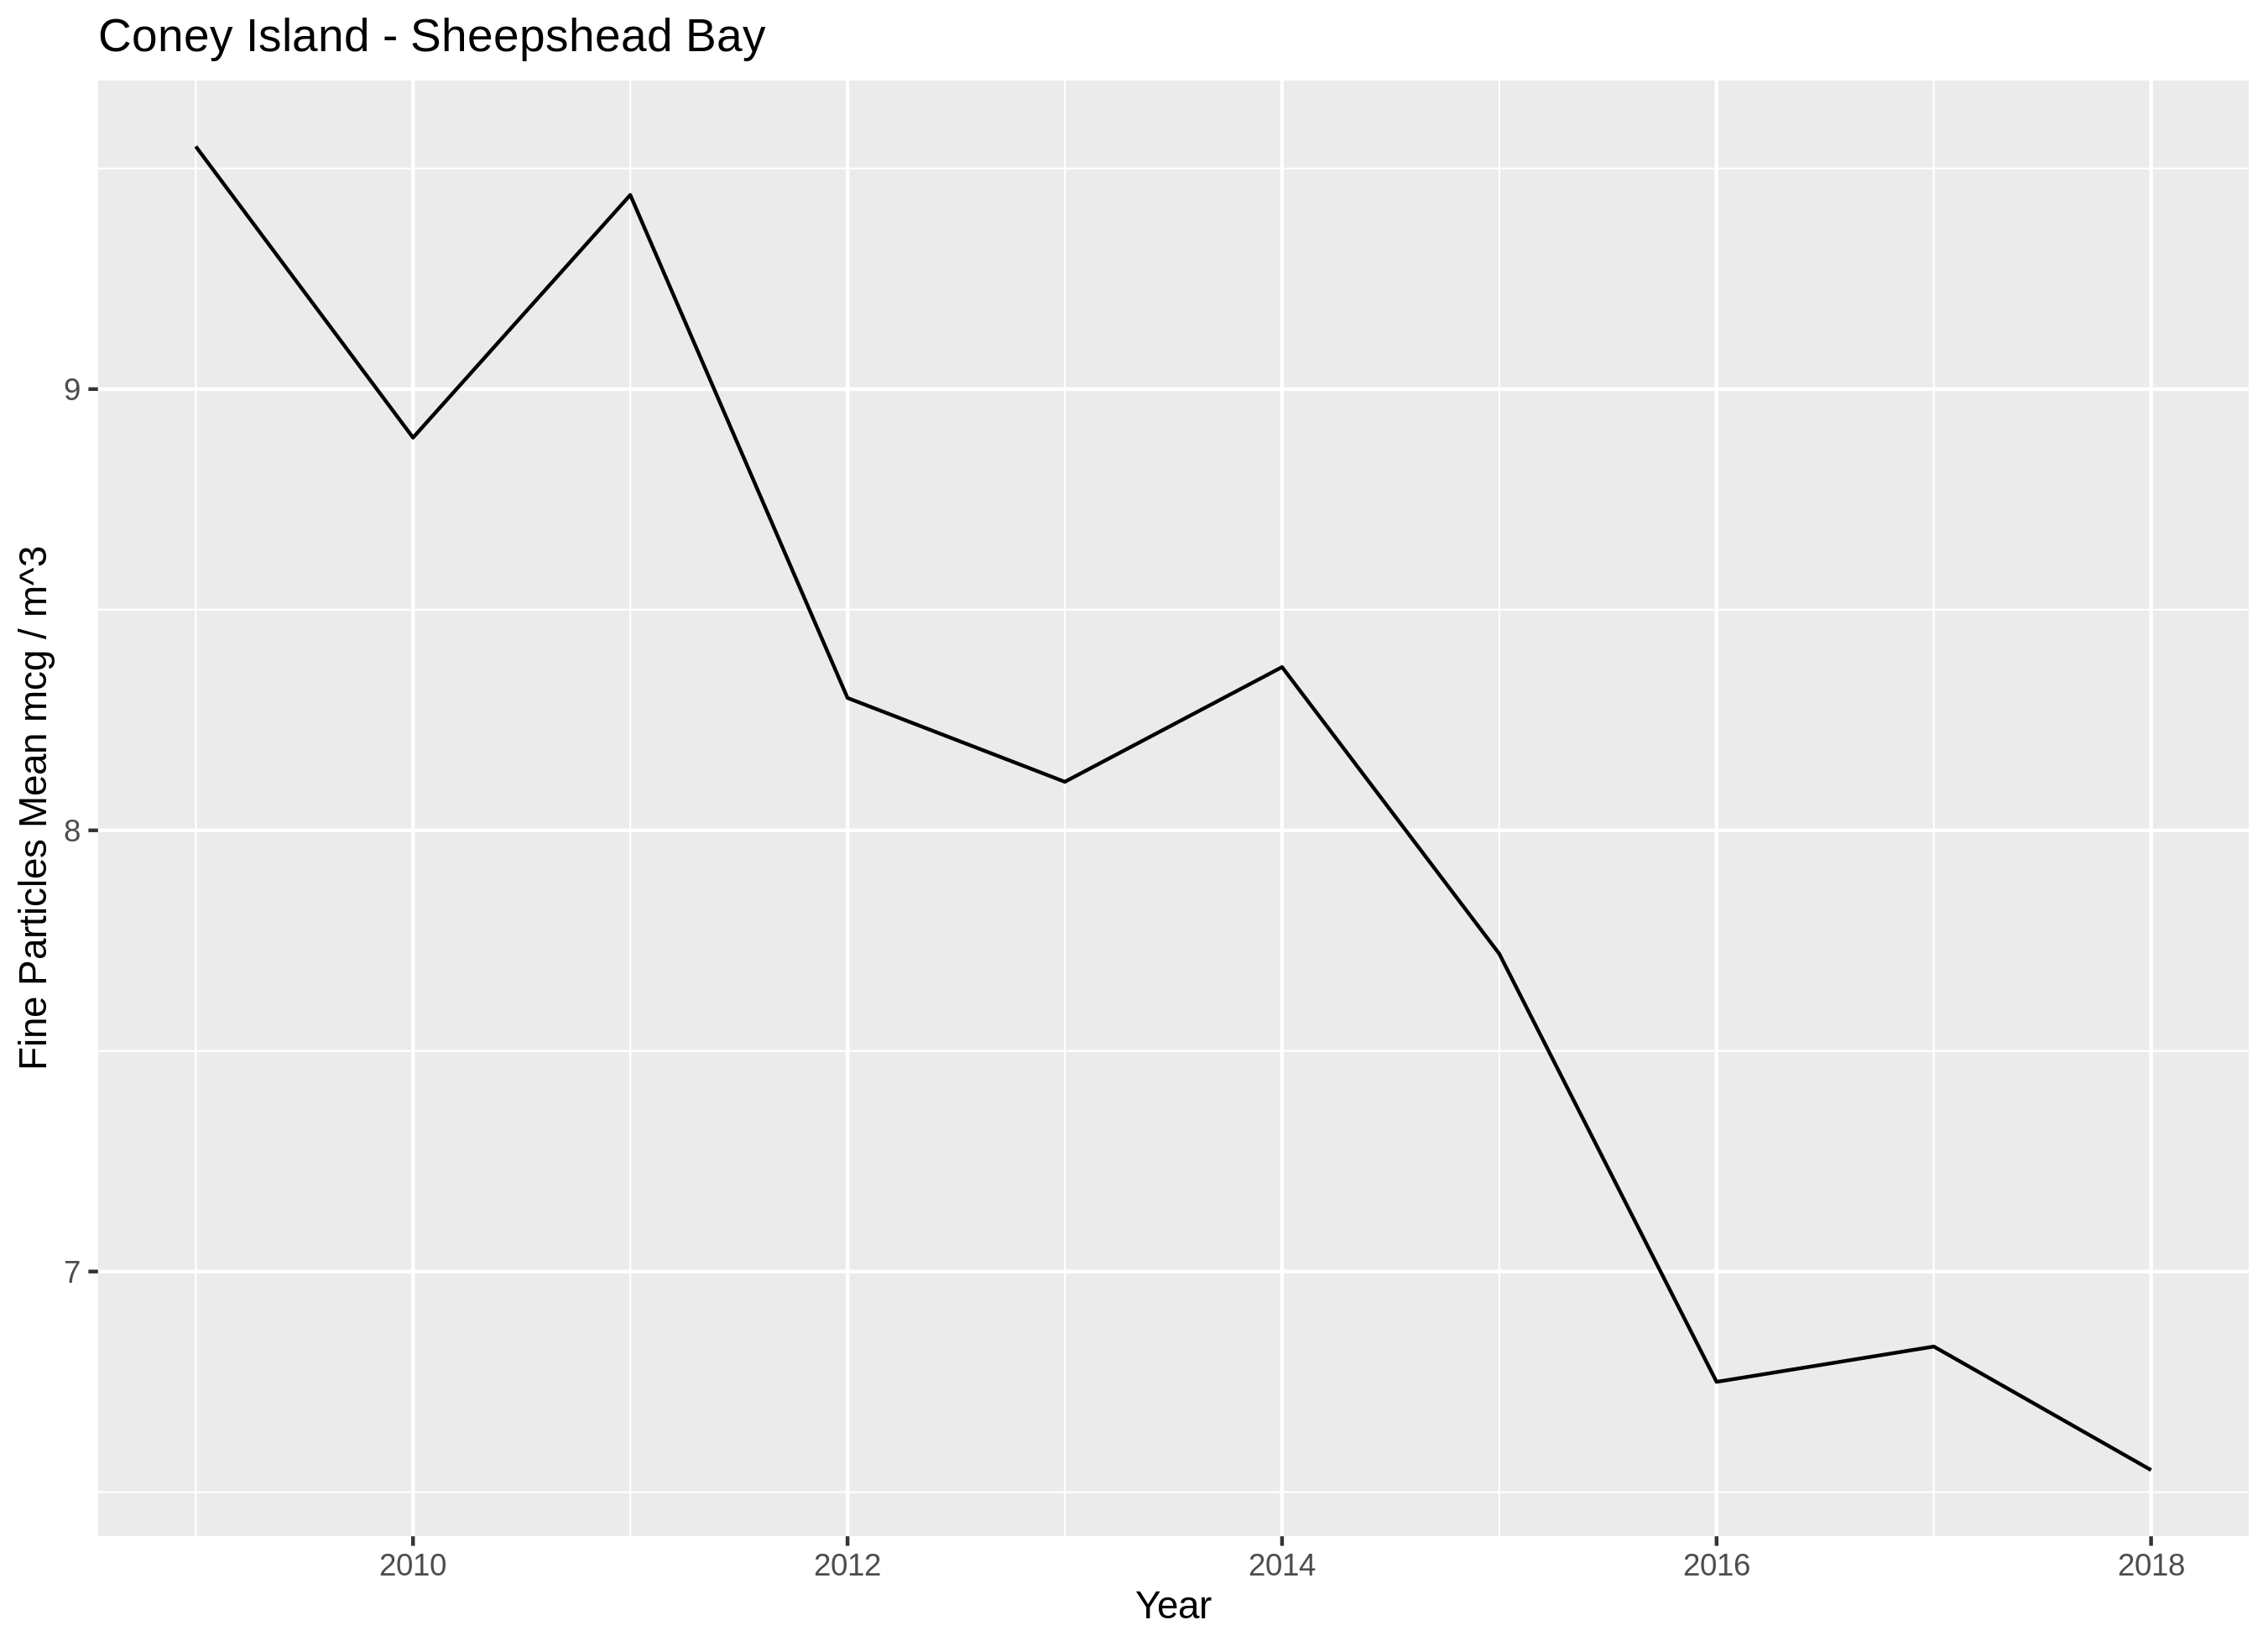 Coney Island - Sheepshead Bay
Fine Particles Mean mcg / m^3
9
8
7
2010
2012
2014
2016
2018
Year